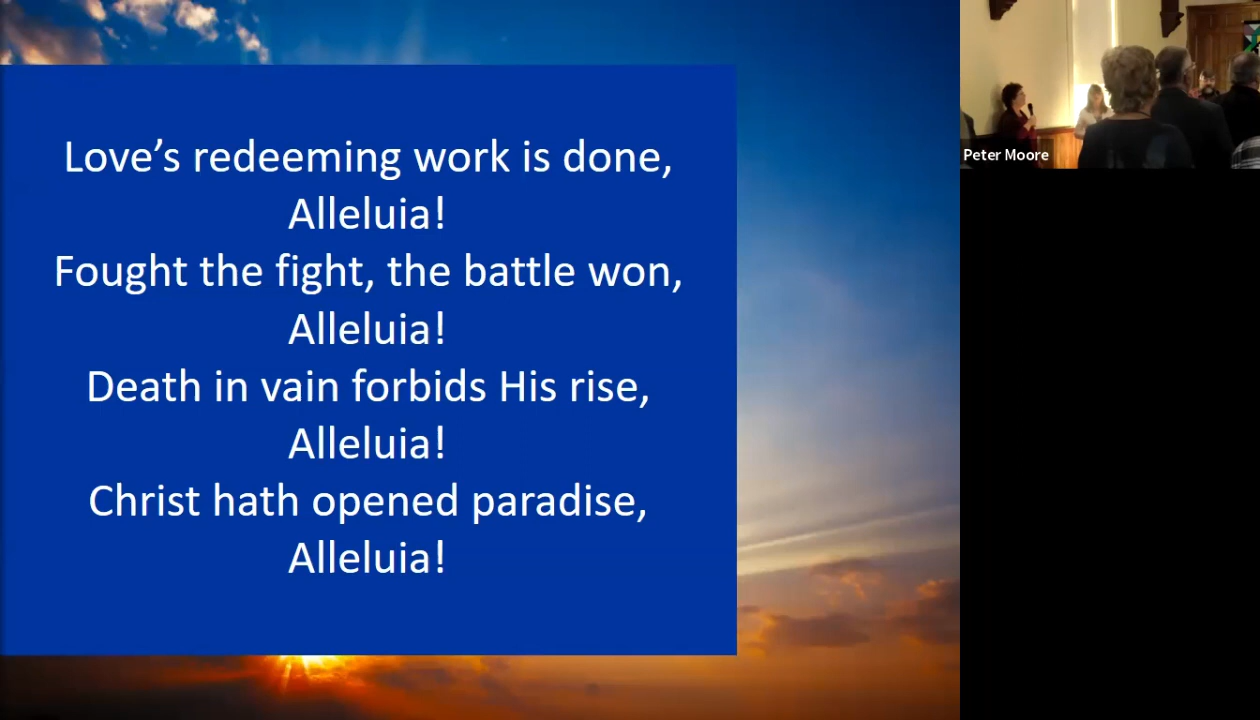 Love’s redeeming work is done,
Alleluia!
Fought the fight, the battle won,
Alleluia!
Death in vain forbids His rise,
Alleluia!
Christ hath opened paradise,
Alleluia!
Peter Moore